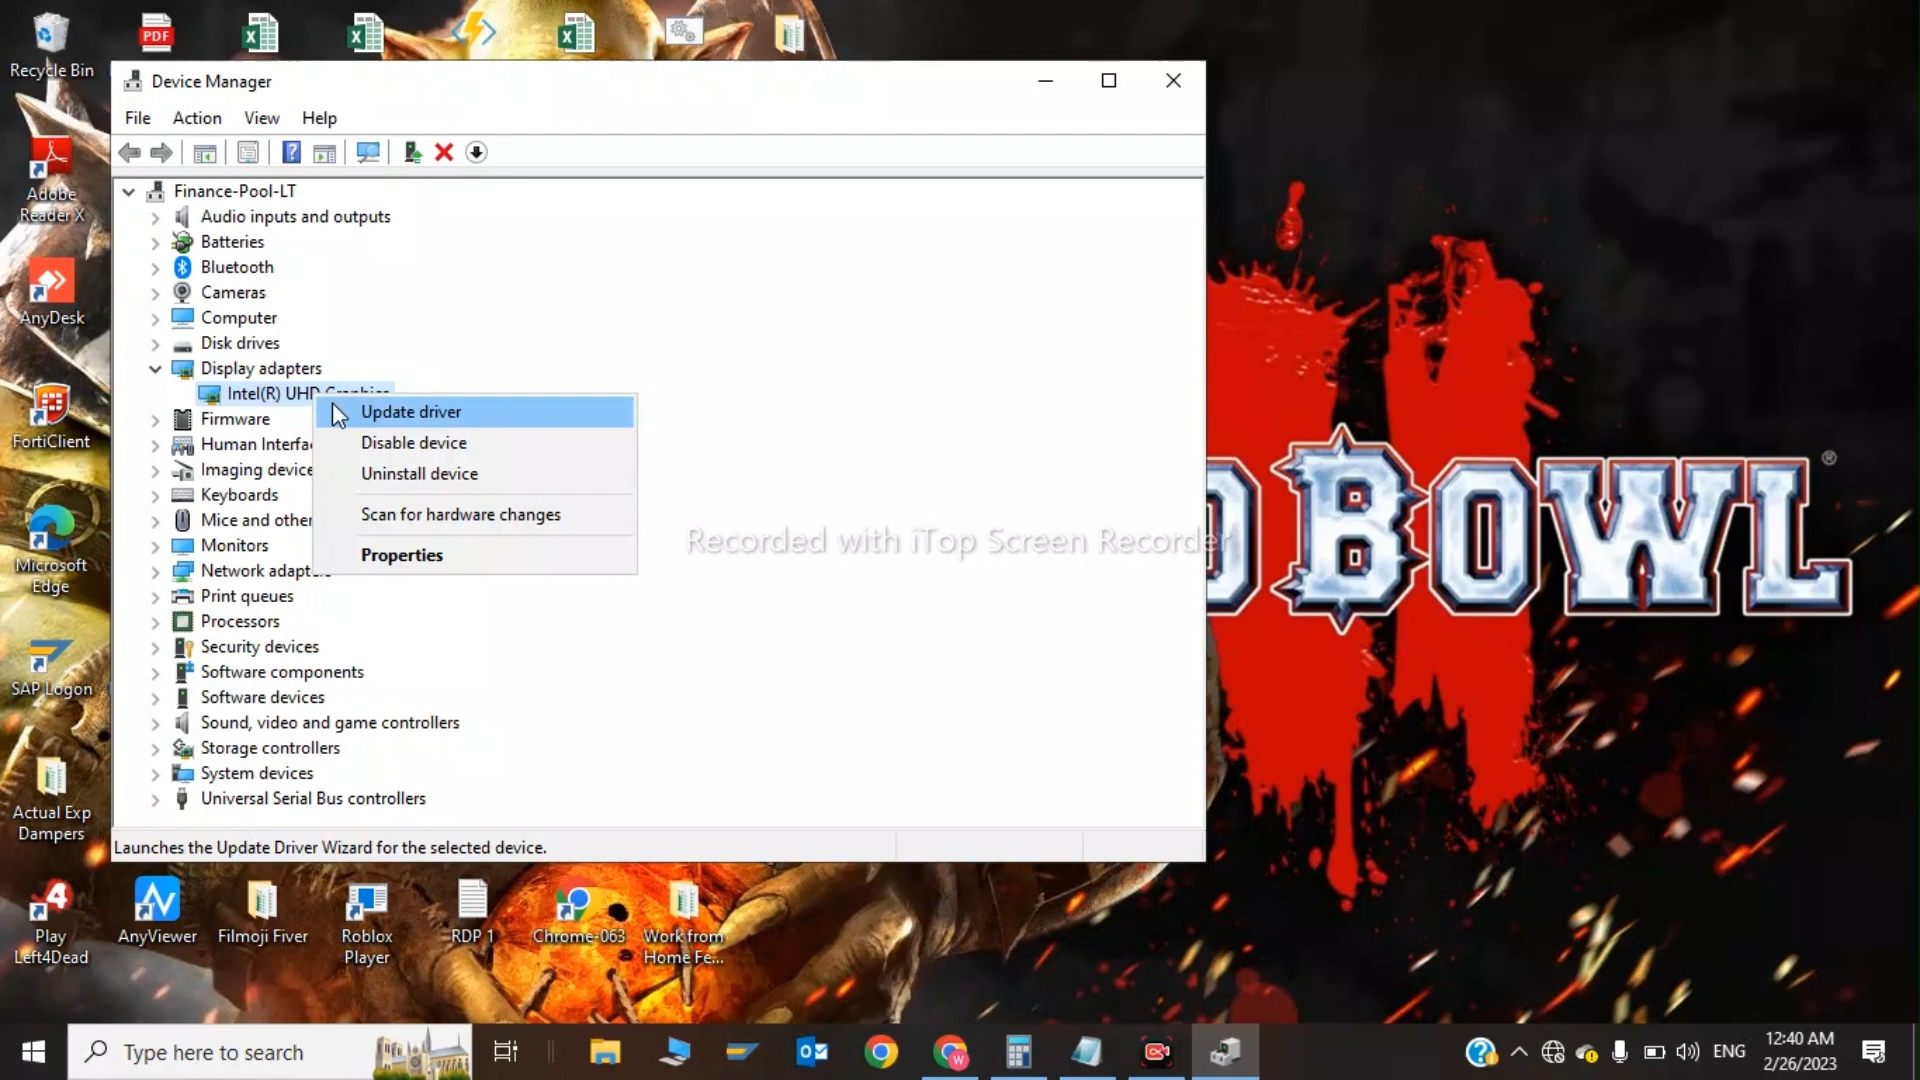 Recycle Bin
PDF
Device Manager
File Action View Help
Finance-Pool-LT
Audio inputs and outputs
Batteries
Bluetooth
Cameras
Computer
Disk drives
Display adapters
Intel(R) UHD Graphics
Firmware
Human Interfa
Imaging device
Keyboards
Mice and other
Monitors
Network adapt
Print queues
Processors
Security devices
Software components
Software devices
Sound, video and game controllers
Storage controllers
System devices
Universal Serial Bus controllers
Launches the Update Driver Wizard for the selected device.
Update driver
Disable device
Uninstall device
Scan for hardware changes
Properties
Recorded with iTop Screen Recorder
D BOWL ®
Adobe
Reader X
AnyDesk
FortiClient
Microsoft
Edge
SAP Logon
Actual Exp
Dampers
Play
Left4Dead
AnyViewer
Filmoji Fiver
Roblox
Player
RDP 1
Chrome-063
Work from
Home Fe...
Type here to search
ENG
12:40 AM
2/26/2023